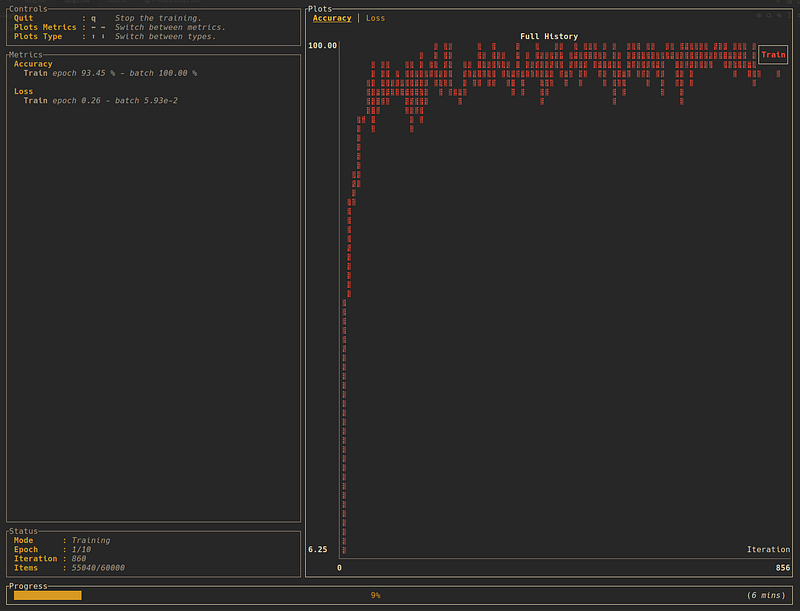 Controls
Quit : q Stop the training.
Plots Metrics : ← → Switch between metrics.
Plots Type : ↑ ↓ Switch between types.
Metrics
Accuracy
Train epoch 93.45 % - batch 100.00 %
Loss
Train epoch 0.26 - batch 5.93e-2
Status
Mode : Training
Epoch : 1/10
Iteration : 860
Items : 55040/60000
Plots
Accuracy | Loss
Full History
100.00
Train
6.25
Iteration
0 856
Progress
9% (6 mins)